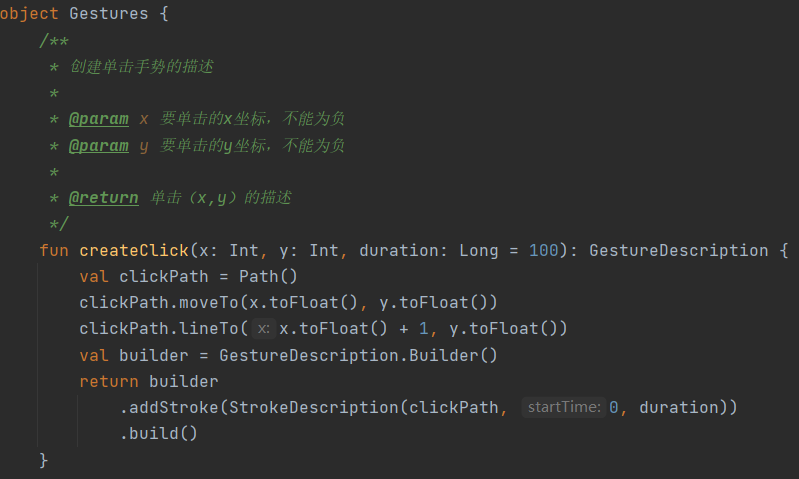 object Gestures {
    /**
     * 创建单击手势的描述
     *
     * @param x 要单击的x坐标，不能为负
     * @param y 要单击的y坐标，不能为负
     *
     * @return 单击（x,y）的描述
     */
    fun createClick(x: Int, y: Int, duration: Long = 100): GestureDescription {
        val clickPath = Path()
        clickPath.moveTo(x.toFloat(), y.toFloat())
        clickPath.lineTo( x: x.toFloat() + 1, y.toFloat())
        val builder = GestureDescription.Builder()
        return builder
            .addStroke(StrokeDescription(clickPath, startTime: 0, duration))
            .build()
    }